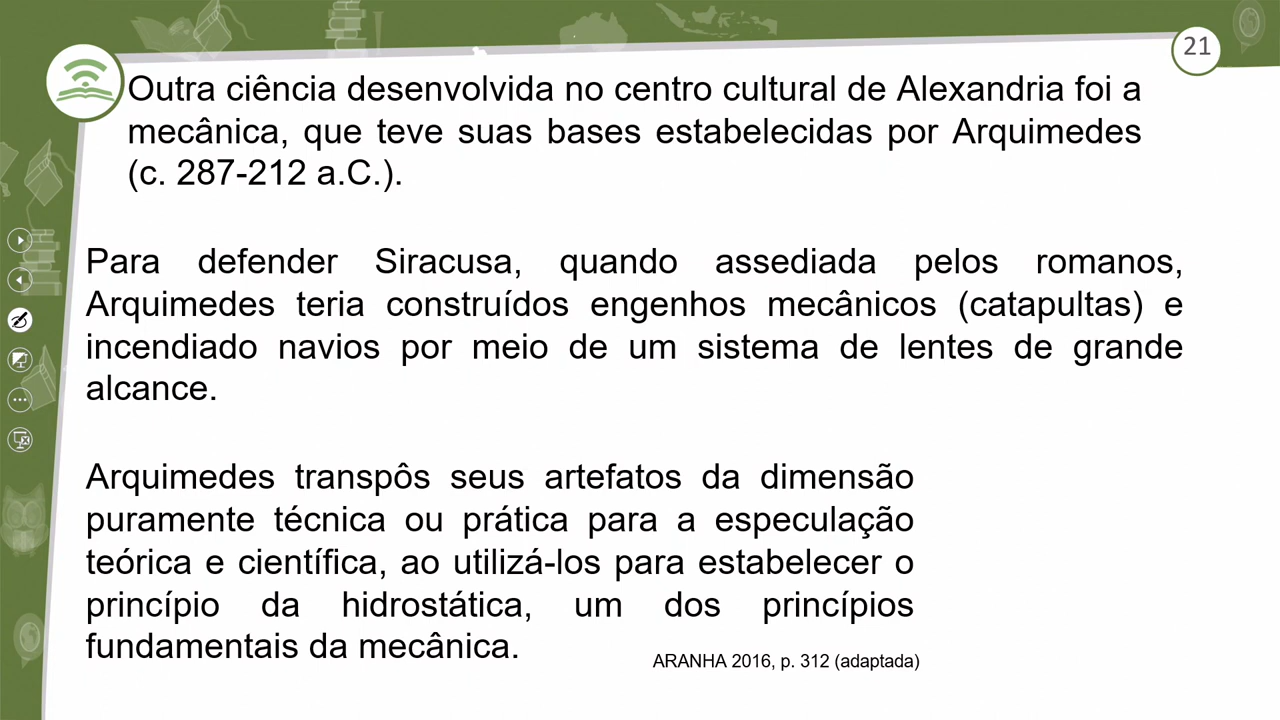 21
Outra ciência desenvolvida no centro cultural de Alexandria foi a
mecânica, que teve suas bases estabelecidas por Arquimedes
(c. 287-212 a.C.).
Para defender Siracusa, quando assediada pelos romanos,
Arquimedes teria construídos engenhos mecânicos (catapultas) e
incendiado navios por meio de um sistema de lentes de grande
alcance.
Arquimedes transpôs seus artefatos da dimensão
puramente técnica ou prática para a especulação
teórica e científica, ao utilizá-los para estabelecer o
princípio da hidrostática, um dos princípios
fundamentais da mecânica.
ARANHA 2016, p. 312 (adaptada)